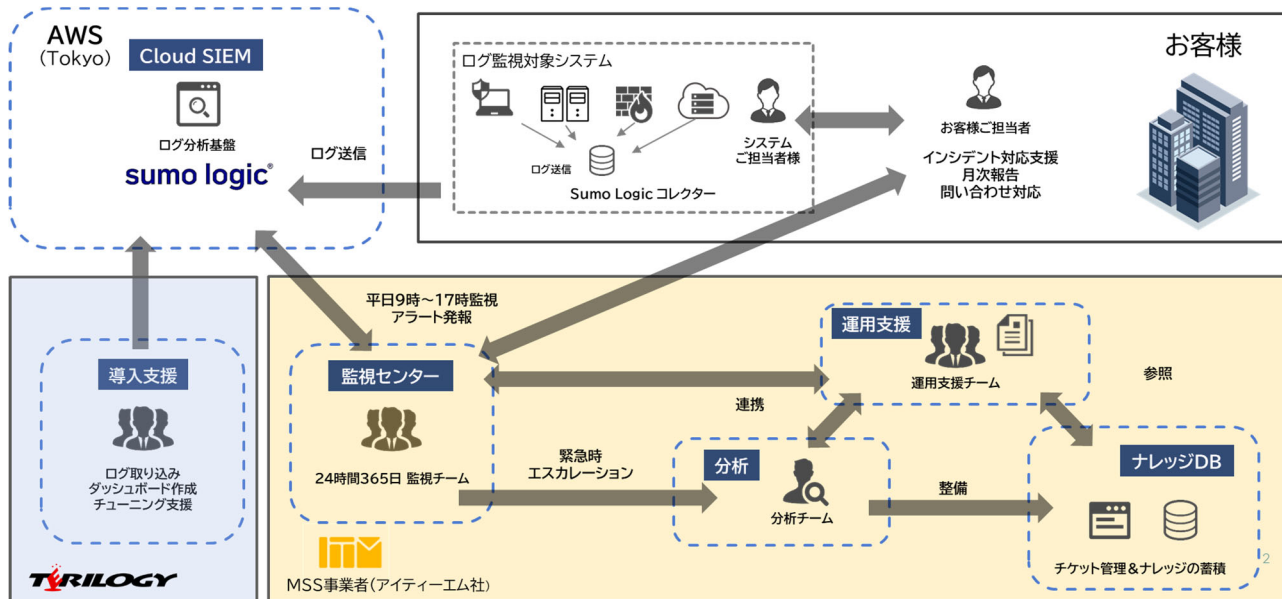 AWS
(Tokyo)
Cloud SIEM
ログ分析基盤
sumo logic®
ログ送信
ログ監視対象システム
ログ送信
Sumo Logic コレクター
システム
ご担当者様
お客様
お客様ご担当者
インシデント対応支援
月次報告
問い合わせ対応
導入支援
ログ取り込み
ダッシュボード作成
チューニング支援
TERILOGY
平日9時～17時監視
アラート発報
監視センター
24時間365日 監視チーム
MSS事業者(アイティーエム社)
連携
緊急時
エスカレーション
運用支援
運用支援チーム
参照
分析
分析チーム
整備
ナレッジDB
チケット管理&ナレッジの蓄積
2